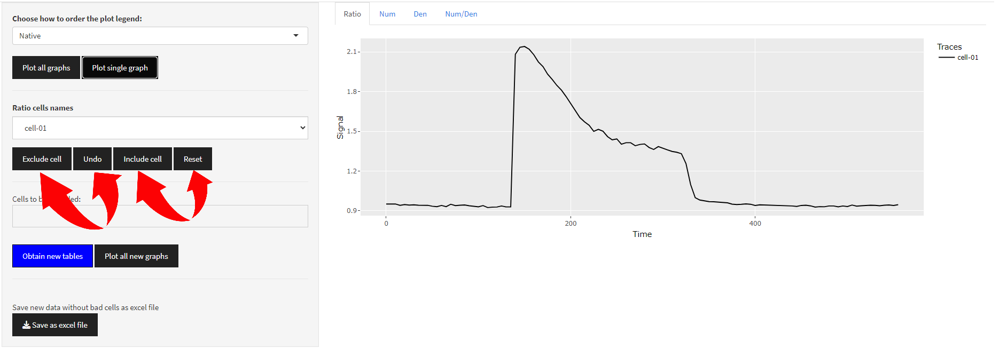 Choose how to order the plot legend:
Native
Plot all graphs
Plot single graph
Ratio cells names
cell-01
Exclude cell
Undo
Include cell
Reset
Cells to b
ed:
Obtain new tables
Plot all new graphs
Save new data without bad cells as excel file
Save as excel file
Ratio
Num
Den
Num/Den
2.1
1.8
1.5
1.2
0.9
Signal
0
200
400
Time
Traces
cell-01